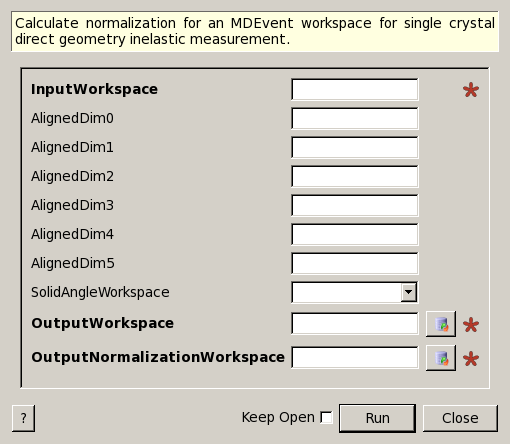 Calculate normalization for an MDEvent workspace for single crystal
direct geometry inelastic measurement.
InputWorkspace
AlignedDim0
AlignedDim1
AlignedDim2
AlignedDim3
AlignedDim4
AlignedDim5
SolidAngleWorkspace
OutputWorkspace
OutputNormalizationWorkspace
? Keep Open Run Close